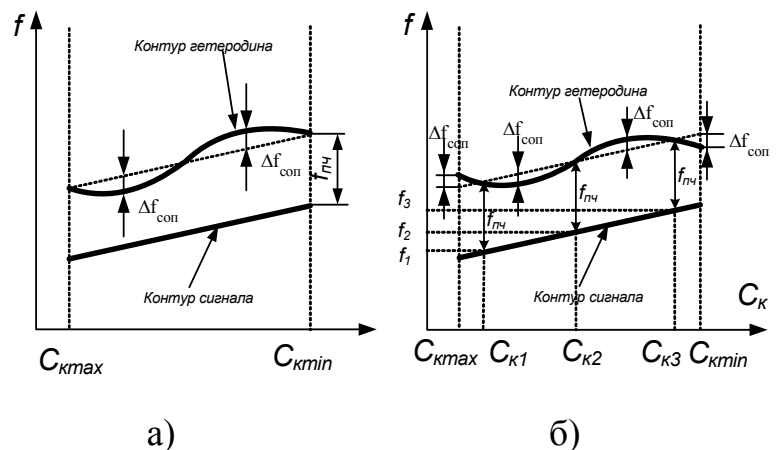 f
Контур гетеродина
Δfсоп
fпч
Δfсоп
Контур сигнала
Cкmax
Cкmin
а)
f
Контур гетеродина
Δfсоп
Δfсоп
Δfсоп
Δfсоп
f3
f2
f1
fпч
fпч
fпч
Контур сигнала
Cк
Cкmax
Cк1
Cк2
Cк3
Cкmin
б)